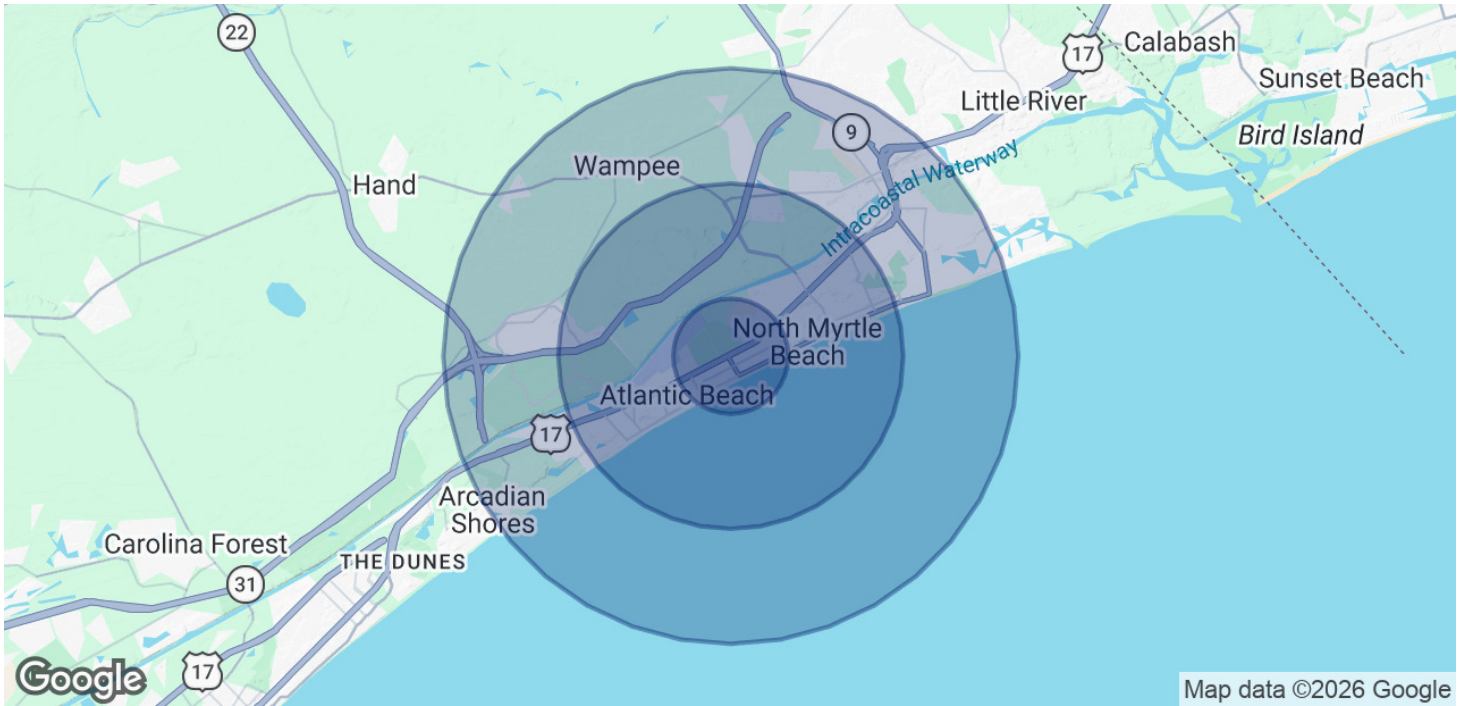 22
17
Calabash
Sunset Beach
Little River
9
Bird Island
Wampee
Hand
Intracoastal Waterway
North Myrtle
Beach
Atlantic Beach
17
Arcadian
Shores
Carolina Forest
THE DUNES
31
17
Google
Map data ©2026 Google